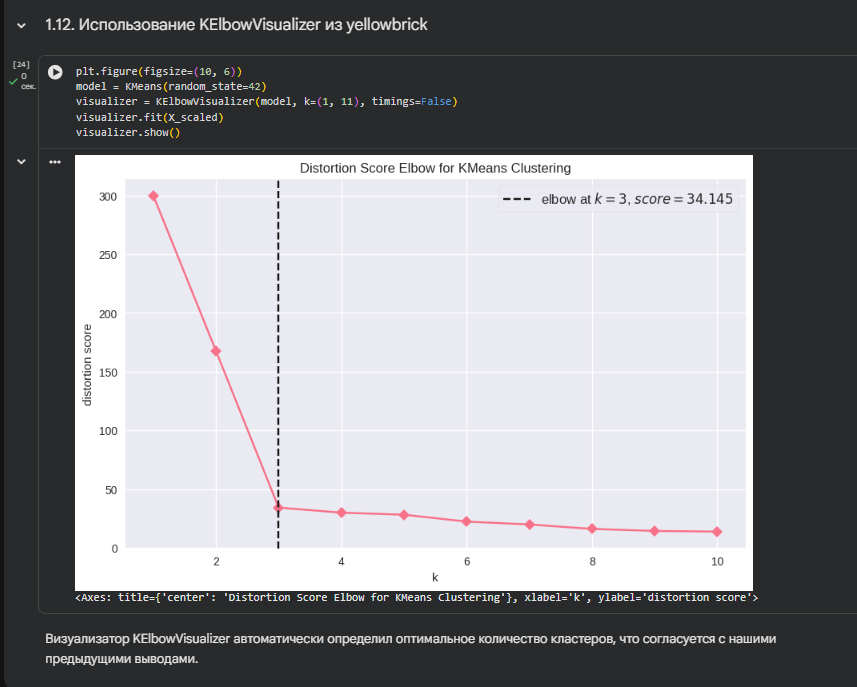 1.12. Использование KElbowVisualizer из yellowbrick
[24]
0
сек.
plt.figure(figsize=(10, 6))
model = KMeans(random_state=42)
visualizer = KElbowVisualizer(model, k=(1, 11), timings=False)
visualizer.fit(X_scaled)
visualizer.show()
Distortion Score Elbow for KMeans Clustering
elbow at k = 3, score = 34.145
300
250
200
150
100
50
0
distortion score
2 4 6 8 10
k
<Axes: title={'center': 'Distortion Score Elbow for KMeans Clustering'}, xlabel='k', ylabel='distortion score'>
Визуализатор KElbowVisualizer автоматически определил оптимальное количество кластеров, что согласуется с нашими
предыдущими выводами.